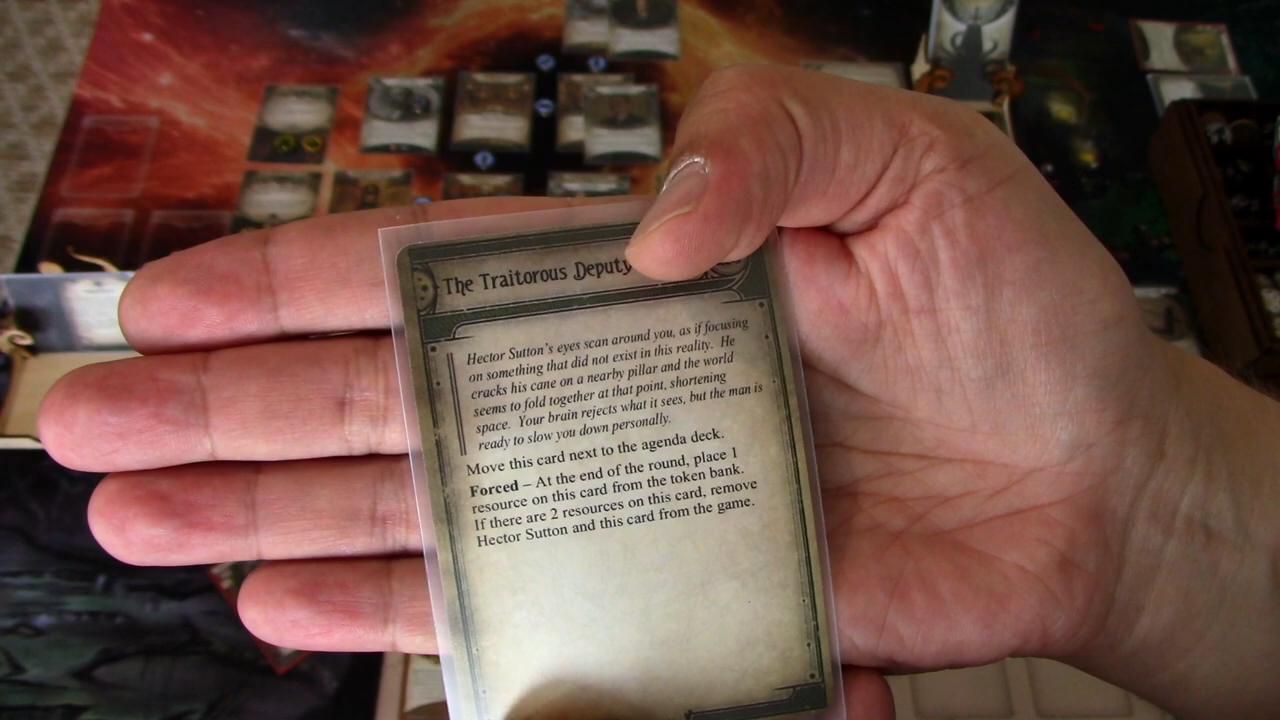 The Traitorous Deputy
Hector Sutton's eyes scan around you, as if focusing
on something that did not exist in this reality. He
cracks his cane on a nearby pillar and the world
seems to fold together at that point, shortening
space. Your brain rejects what it sees, but the man is
ready to slow you down personally.
Move this card next to the agenda deck.
Forced – At the end of the round, place 1
resource on this card from the token bank.
If there are 2 resources on this card, remove
Hector Sutton and this card from the game.